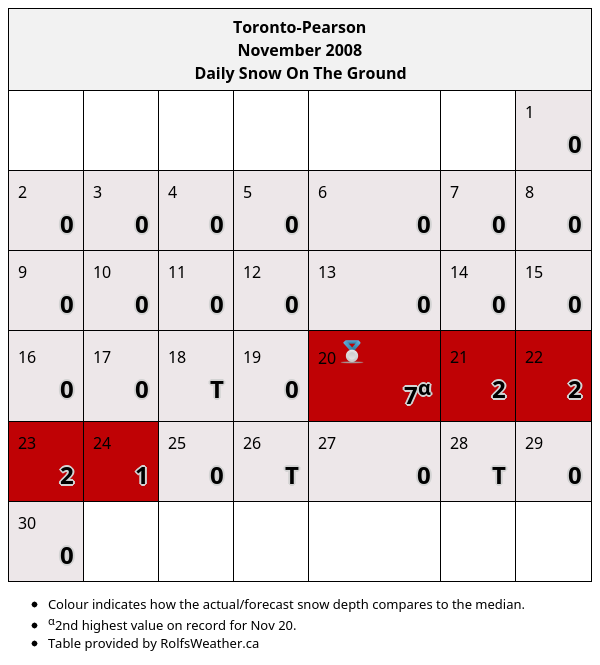 Toronto-Pearson
November 2008
Daily Snow On The Ground
1
0
2 3 4 5 6 7 8
0 0 0 0 0 0 0
9 10 11 12 13 14 15
0 0 0 0 0 0 0
16 17 18 19 20 21 22
0 0 T 0 7ᵅ 2 2
23 24 25 26 27 28 29
2 1 0 T 0 T 0
30
0
• Colour indicates how the actual/forecast snow depth compares to the median.
• ᵅ2nd highest value on record for Nov 20.
• Table provided by RolfsWeather.ca